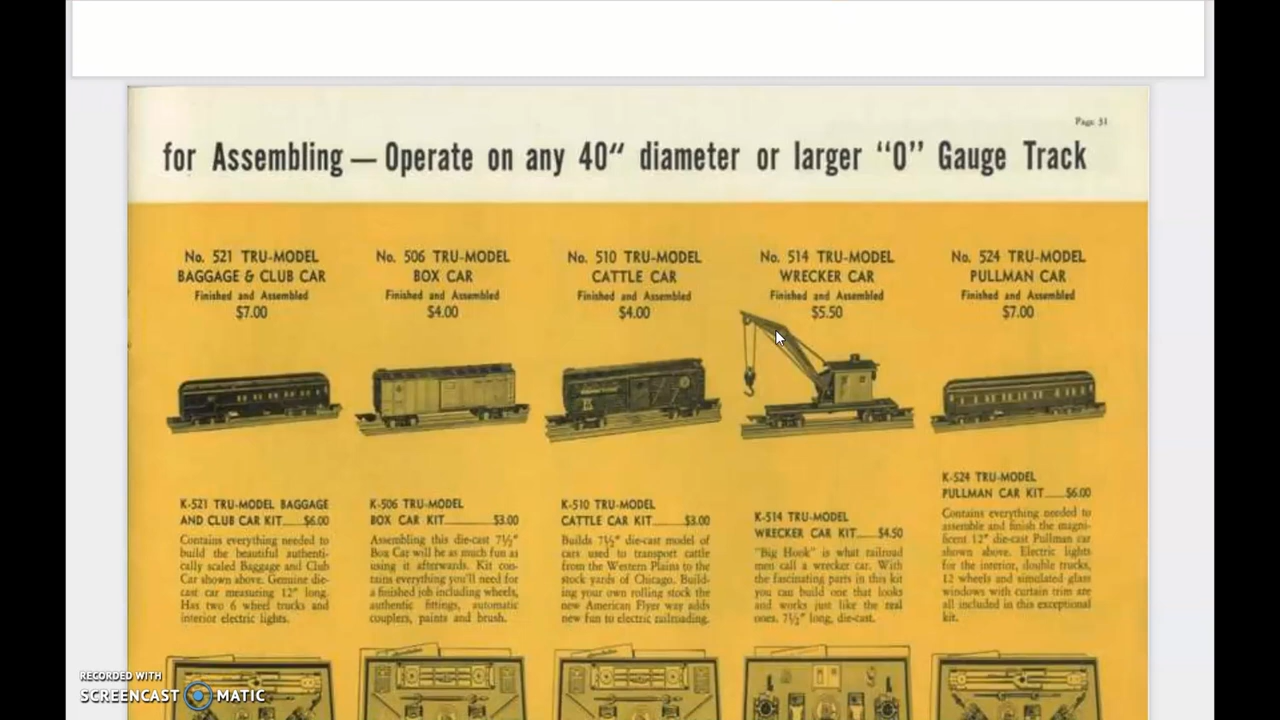 Page 31
for Assembling — Operate on any 40" diameter or larger "O" Gauge Track
No. 521 TRU-MODEL
BAGGAGE & CLUB CAR
Finished and Assembled
$7.00
No. 506 TRU-MODEL
BOX CAR
Finished and Assembled
$4.00
No. 510 TRU-MODEL
CATTLE CAR
Finished and Assembled
$4.00
No. 514 TRU-MODEL
WRECKER CAR
Finished and Assembled
$5.50
No. 524 TRU-MODEL
PULLMAN CAR
Finished and Assembled
$7.00
K-521 TRU-MODEL BAGGAGE
AND CLUB CAR KIT......$6.00
Contains everything needed to
build the beautiful authenti-
cally scaled Baggage and Club
Car shown above. Genuine die-
cast car measuring 12" long.
Has two 6 wheel trucks and
interior electric lights.
K-506 TRU-MODEL
BOX CAR KIT......$3.00
Assembling this die-cast 7½"
Box Car will be as much fun as
using it afterwards. Kit con-
tains everything you'll need for
a finished job including wheels,
authentic fittings, automatic
couplers, paints and brush.
K-510 TRU-MODEL
CATTLE CAR KIT......$3.00
Builds 7½" die-cast model of
cars used to transport cattle
from the Western Plains to the
stock yards of Chicago. Build-
ing your own rolling stock the
new American Flyer way adds
new fun to electric railroading.
K-514 TRU-MODEL
WRECKER CAR KIT......$4.50
"Big Hook" is what railroad
men call a wrecker car. With
the fascinating parts in this kit
you can build one that looks
and works just like the real
ones. 7½" long, die-cast.
K-524 TRU-MODEL
PULLMAN CAR KIT......$6.00
Contains everything needed to
assemble and finish the magni-
ficent 12" die-cast Pullman car
shown above. Electric lights
for the interior, double trucks,
12 wheels and simulated glass
windows with curtain trim are
all included in this exceptional
kit.
RECORDED WITH
SCREENCAST MATIC